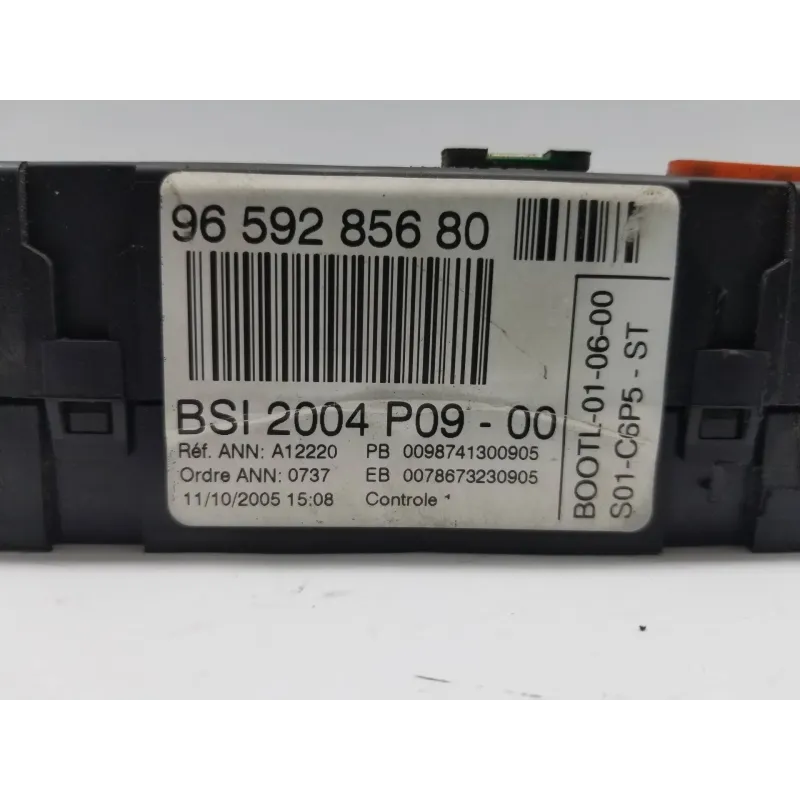 96 592 856 80
BSI 2004 P09 - 00
Réf. ANN: A12220 PB 0098741300905
Ordre ANN: 0737 EB 0078673230905
11/10/2005 15:08 Controle 1
BOOTL-01-06-00
S01-C6P5 - ST